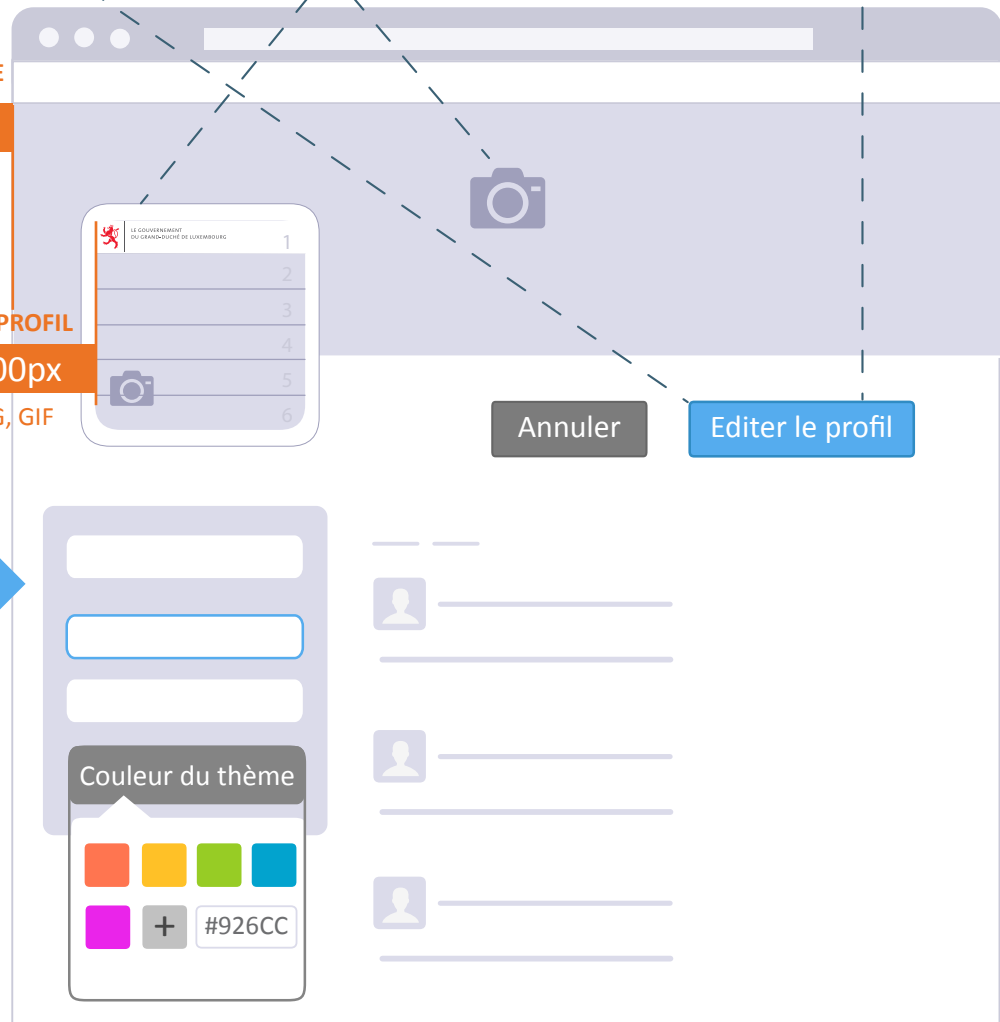 E
LE GOUVERNEMENT
DU GRAND-DUCHÉ DE LUXEMBOURG
1
2
3
PROFIL
4
00px
5
G, GIF
6
Annuler
Editer le profil
Couleur du thème
+
#926CC